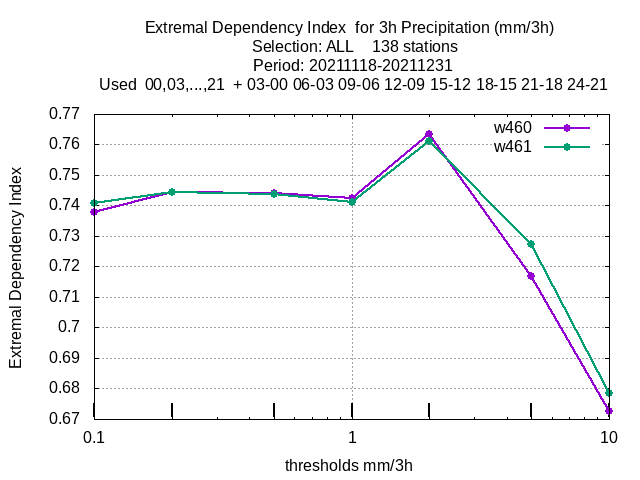 Extremal Dependency Index  for 3h Precipitation (mm/3h)
Selection: ALL    138 stations
Period: 20211118-20211231
Used  00,03,...,21  + 03-00 06-03 09-06 12-09 15-12 18-15 21-18 24-21
w460
w461
0.77
0.76
0.75
0.74
0.73
0.72
0.71
0.7
0.69
0.68
0.67
Extremal Dependency Index
0.1 1 10
thresholds mm/3h